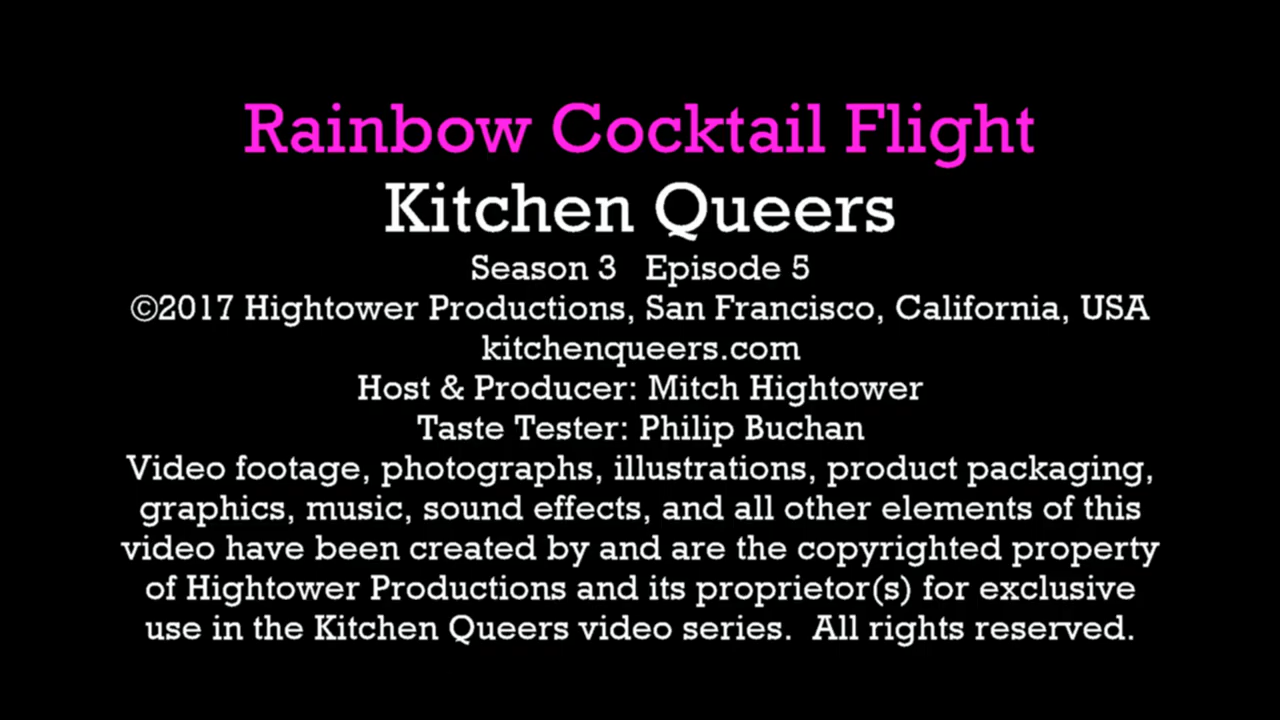 Rainbow Cocktail Flight
Kitchen Queers
Season 3 Episode 5
©2017 Hightower Productions, San Francisco, California, USA
kitchenqueers.com
Host & Producer: Mitch Hightower
Taste Tester: Philip Buchan
Video footage, photographs, illustrations, product packaging,
graphics, music, sound effects, and all other elements of this
video have been created by and are the copyrighted property
of Hightower Productions and its proprietor(s) for exclusive
use in the Kitchen Queers video series. All rights reserved.